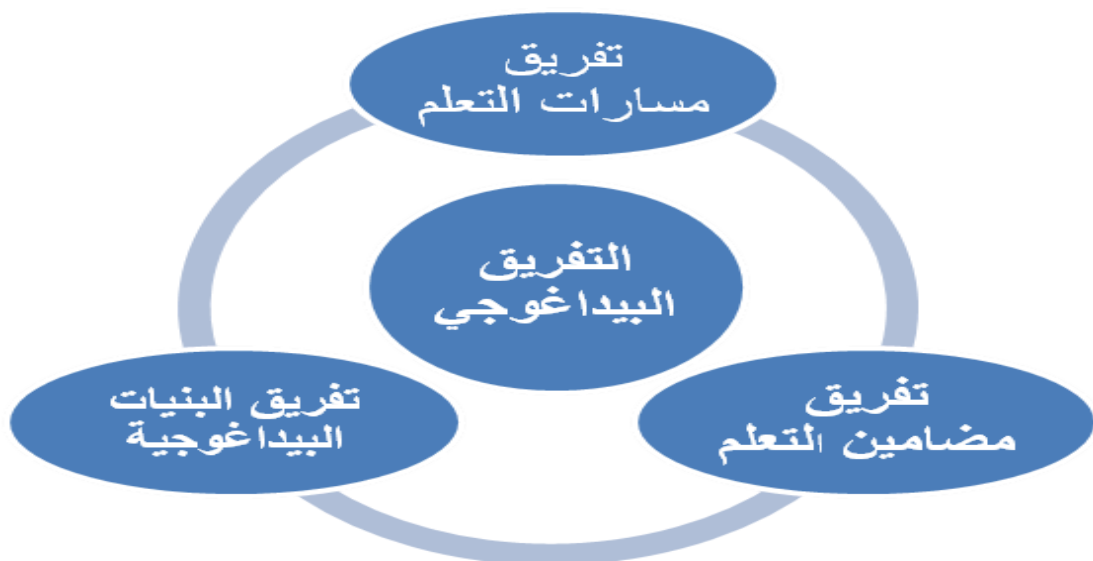 تفريق
مسارات التعلم
التفريق
البيداغوجي
تفريق
مضامين التعلم
تفريق البنيات
البيداغوجية